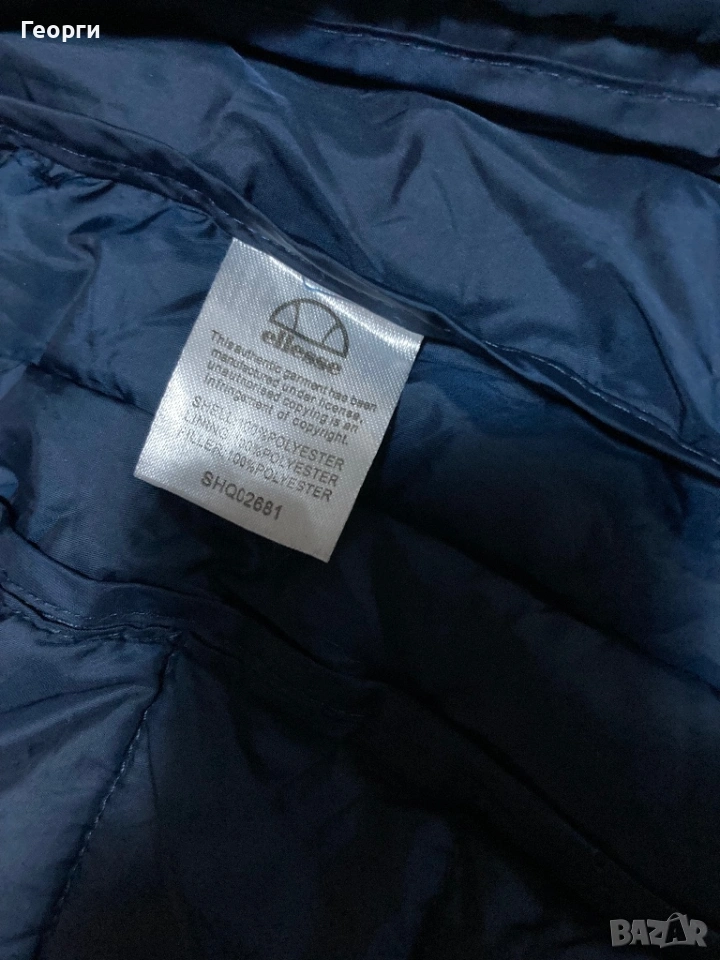 Георги
ellesse
This authentic garment has been
manufactured under license,
unauthorised copying is an
infringement of copyright.
SHELL 100%POLYESTER
LINING 100%POLYESTER
FILLER 100%POLYESTER
SHQ02681
BAZAR